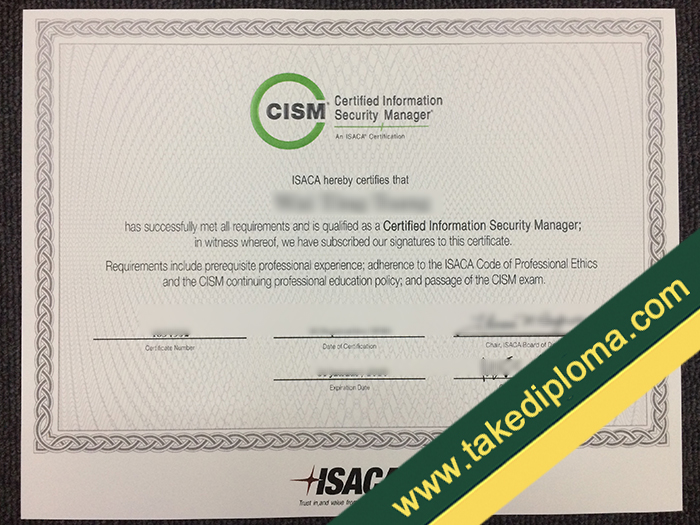 CISM®
Certified Information
Security Manager®
An ISACA® Certification
ISACA hereby certifies that
has successfully met all requirements and is qualified as a Certified Information Security Manager;
in witness whereof, we have subscribed our signatures to this certificate.
Requirements include prerequisite professional experience; adherence to the ISACA Code of Professional Ethics
and the CISM continuing professional education policy; and passage of the CISM exam.
Certificate Number
Date of Certification
Chair, ISACA Board of
Expiration Date
ISACA
Trust in, and value from
www.takediploma.com